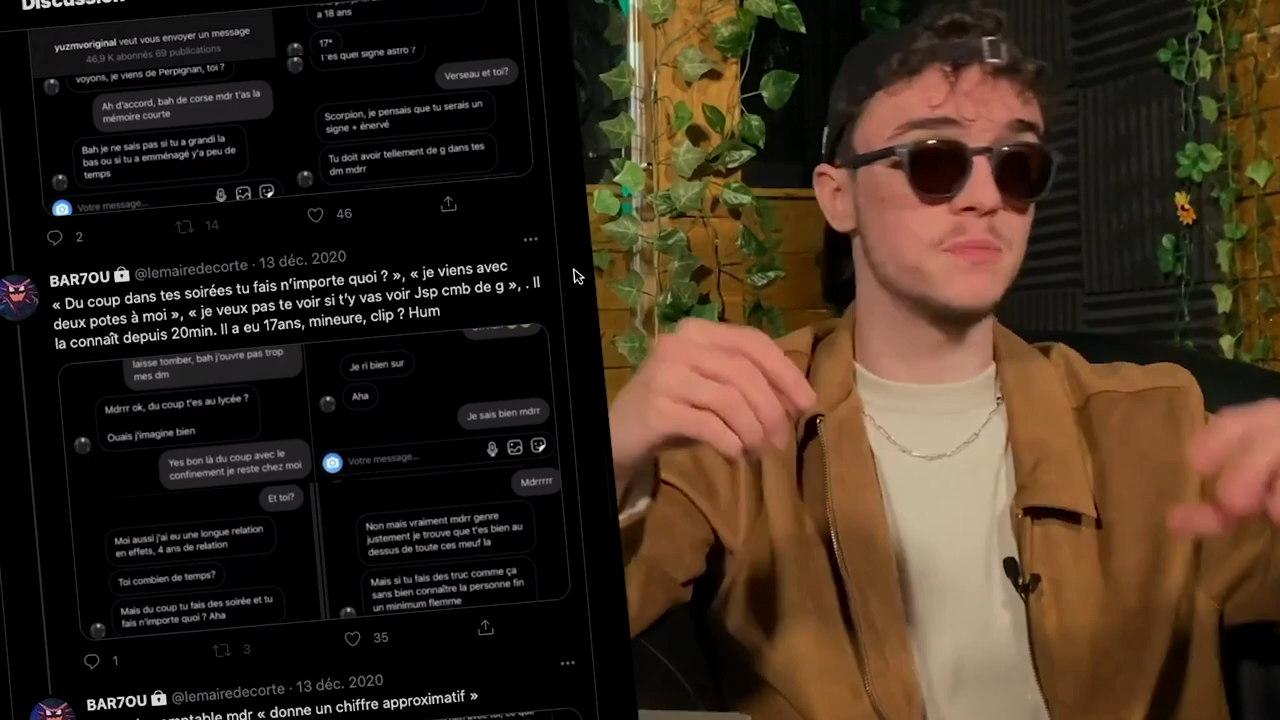 Discussion
a 18 ans
yuzmvoriginal veut vous envoyer un message
46,9 K abonnés 69 publications
17*
T'es quel signe astro ?
voyons, je viens de Perpignan, toi ?
Verseau et toi?
Ah d'accord, bah de corse mdr t'as la
mémoire courte
Scorpion, je pensais que tu serais un
signe + énervé
Bah je ne sais pas si tu a grandi la
bas ou si tu a emménagé y'a peu de
temps
Tu doit avoir tellement de g dans tes
dm mdrr
Votre message...
2
14
46
BAR7OU @lemairedecorte · 13 déc. 2020
« Du coup dans tes soirées tu fais n'importe quoi ? », « je viens avec
deux potes à moi », « je veux pas te voir si t'y vas voir Jsp cmb de g », . Il
la connaît depuis 20min. Il a eu 17ans, mineure, clip ? Hum
laisse tomber, bah j'ouvre pas trop
mes dm
Mdrrr ok, du coup t'es au lycée ?
Ouais j'imagine bien
Yes bon là du coup avec le
confinement je reste chez moi
Et toi?
Moi aussi j'ai eu une longue relation
en effets, 4 ans de relation
Toi combien de temps?
Mais du coup tu fais des soirée et tu
fais n'importe quoi ? Aha
Je ri bien sur
Aha
Je sais bien mdrr
Votre message...
Mdrrrrr
Non mais vraiment mdrr genre
justement je trouve que t'es bien au
dessus de toute ces meuf la
Mais si tu fais des truc comme ça
sans bien connaître la personne fin
un minimum flemme
1
3
35
BAR7OU @lemairedecorte · 13 déc. 2020
mdr « donne un chiffre approximatif »